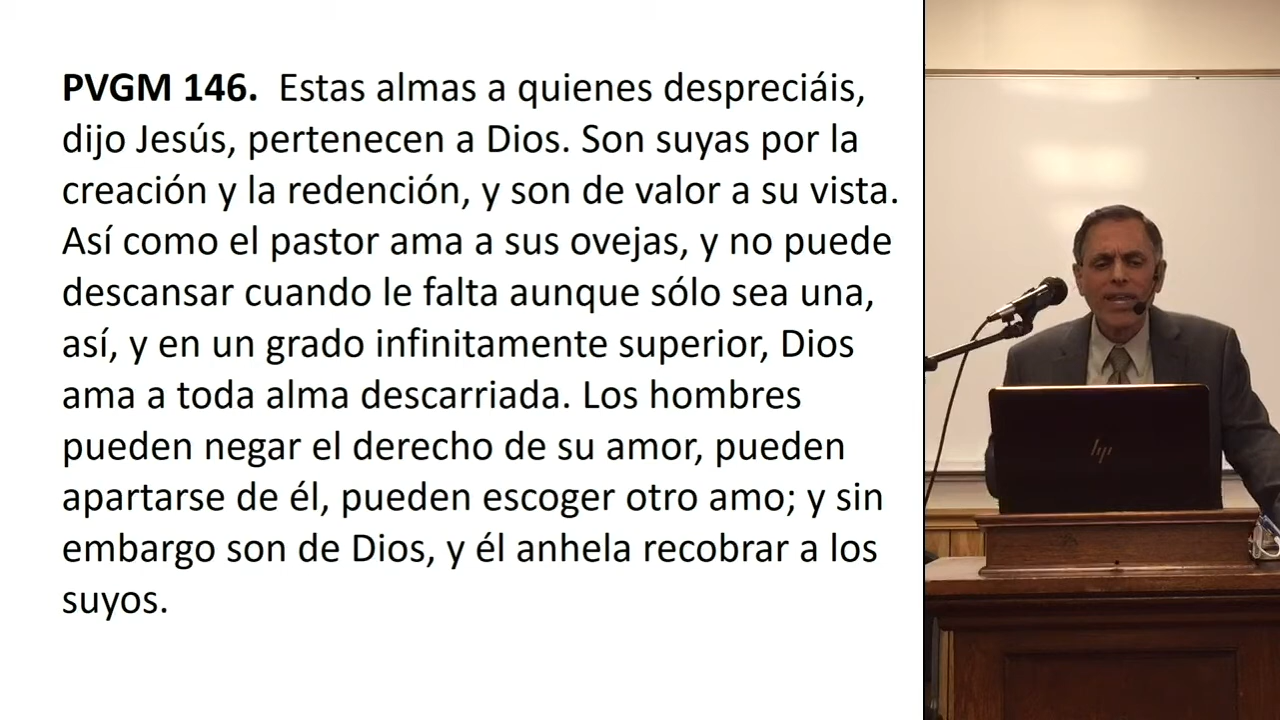 PVGM 146. Estas almas a quienes despreciáis,
dijo Jesús, pertenecen a Dios. Son suyas por la
creación y la redención, y son de valor a su vista.
Así como el pastor ama a sus ovejas, y no puede
descansar cuando le falta aunque sólo sea una,
así, y en un grado infinitamente superior, Dios
ama a toda alma descarriada. Los hombres
pueden negar el derecho de su amor, pueden
apartarse de él, pueden escoger otro amo; y sin
embargo son de Dios, y él anhela recobrar a los
suyos.
hp